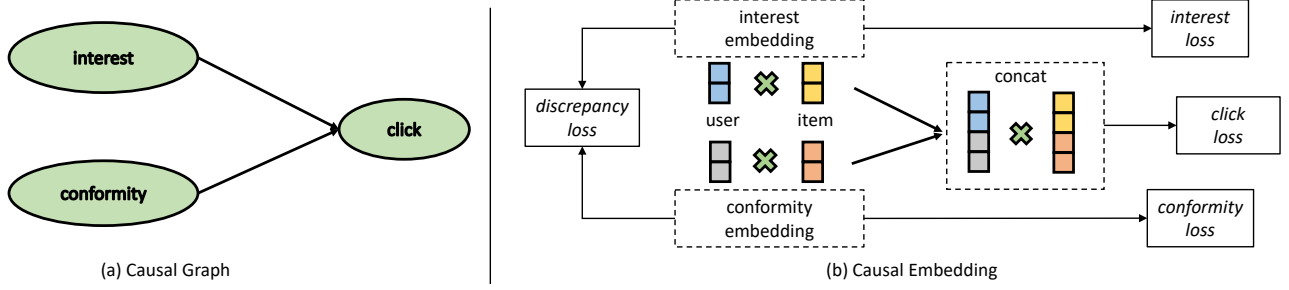 interest
conformity
click
(a) Causal Graph
interest
embedding
discrepancy
loss
user
item
conformity
embedding
concat
interest
loss
click
loss
conformity
loss
(b) Causal Embedding